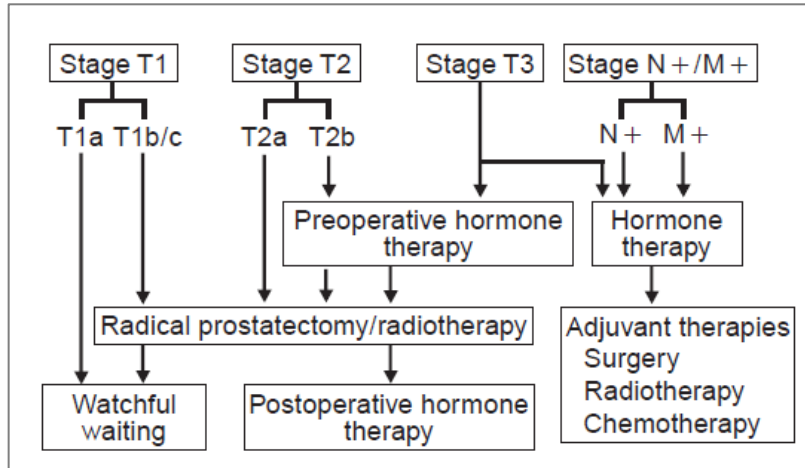 Stage T1
Stage T2
Stage T3
Stage N+/M+
T1a T1b/c
T2a T2b
N+ M+
Preoperative hormone
therapy
Hormone
therapy
Radical prostatectomy/radiotherapy
Adjuvant therapies
Surgery
Radiotherapy
Chemotherapy
Watchful
waiting
Postoperative hormone
therapy